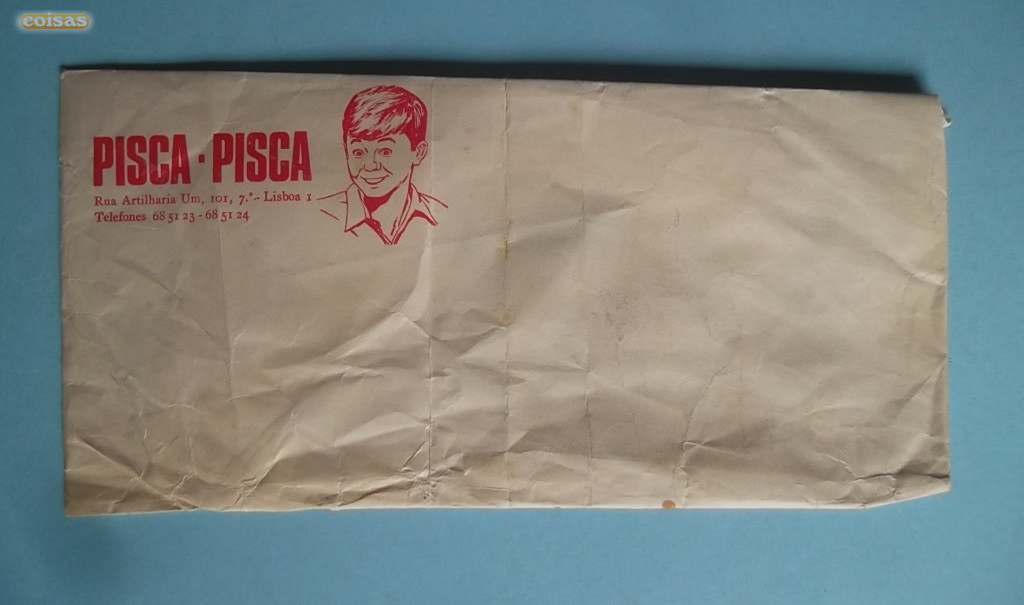 coisas
PISCA - PISCA
Rua Artilharia Um, 101, 7.º - Lisboa 1
Telefones 68 51 23 - 68 51 24